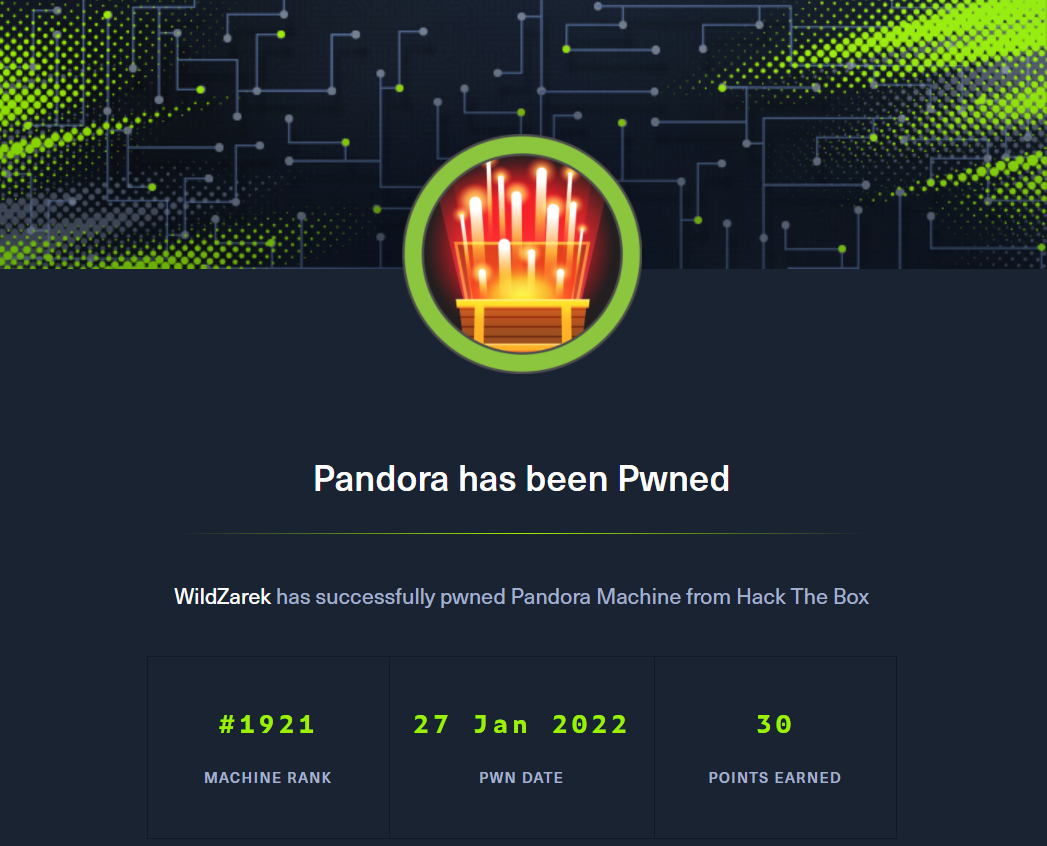 Pandora has been Pwned
WildZarek has successfully pwned Pandora Machine from Hack The Box
#1921
27 Jan 2022
30
MACHINE RANK
PWN DATE
POINTS EARNED